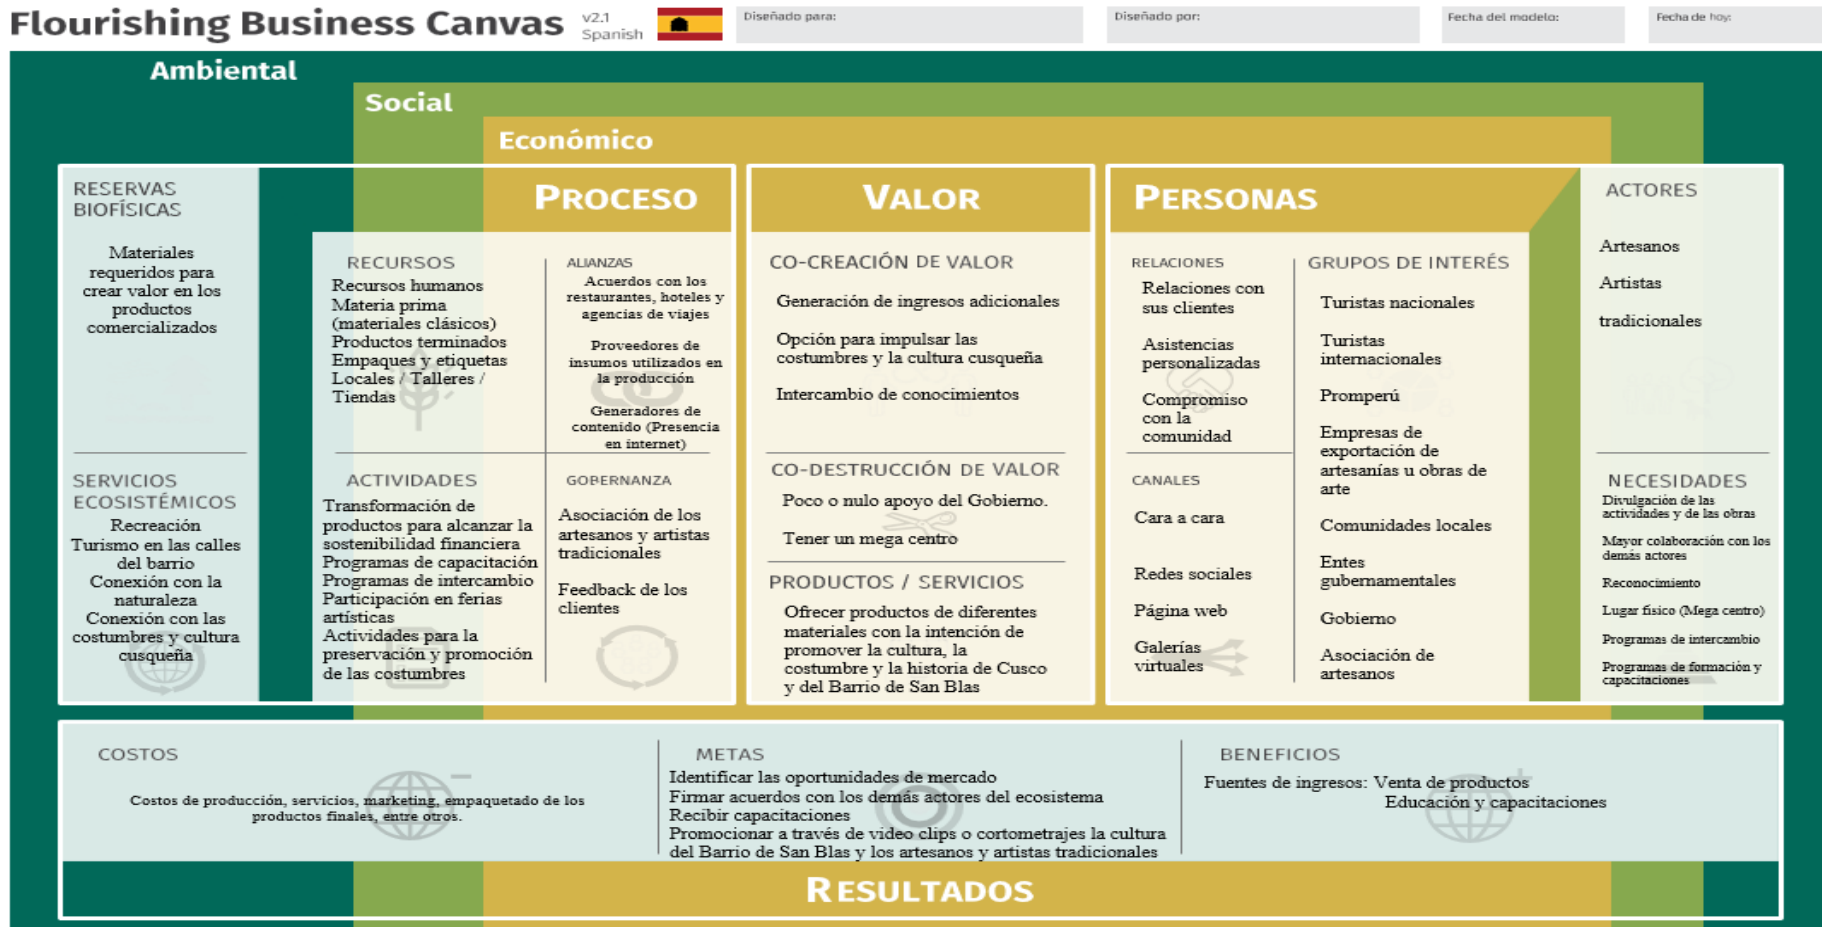 Flourishing Business Canvas
v2.1
Spanish
Diseñado para:
Diseñado por:
Fecha del modelo:
Fecha de hoy:
Ambiental
Social
Económico
RESERVAS
BIOFÍSICAS
Materiales
requeridos para
crear valor en los
productos
comercializados
SERVICIOS
ECOSISTÉMICOS
Recreación
Turismo en las calles
del barrio
Conexión con la
naturaleza
Conexión con las
costumbres y cultura
cusqueña
PROCESO
RECURSOS
Recursos humanos
Materia prima
(materiales clásicos)
Productos terminados
Empaques y etiquetas
Locales / Talleres /
Tiendas
ALIANZAS
Acuerdos con los
restaurantes, hoteles y
agencias de viajes
Proveedores de
insumos utilizados en
la producción
Generadores de
contenido (Presencia
en internet)
ACTIVIDADES
Transformación de
productos para alcanzar la
sostenibilidad financiera
Programas de capacitación
Programas de intercambio
Participación en ferias
artísticas
Actividades para la
preservación y promoción
de las costumbres
GOBERNANZA
Asociación de los
artesanos y artistas
tradicionales
Feedback de los
clientes
VALOR
CO-CREACIÓN DE VALOR
Generación de ingresos adicionales
Opción para impulsar las
costumbres y la cultura cusqueña
Intercambio de conocimientos
CO-DESTRUCCIÓN DE VALOR
Poco o nulo apoyo del Gobierno.
Tener un mega centro
PRODUCTOS / SERVICIOS
Ofrecer productos de diferentes
materiales con la intención de
promover la cultura, la
costumbre y la historia de Cusco
y del Barrio de San Blas
PERSONAS
RELACIONES
Relaciones con
sus clientes
Asistencias
personalizadas
Compromiso
con la
comunidad
CANALES
Cara a cara
Redes sociales
Página web
Galerías
virtuales
GRUPOS DE INTERÉS
Turistas nacionales
Turistas
internacionales
Promperú
Empresas de
exportación de
artesanías u obras de
arte
Comunidades locales
Entes
gubernamentales
Gobierno
Asociación de
artesanos
ACTORES
Artesanos
Artistas
tradicionales
NECESIDADES
Divulgación de las
actividades y de las obras
Mayor colaboración con los
demás actores
Reconocimiento
Lugar físico (Mega centro)
Programas de intercambio
Programas de formación y
capacitaciones
COSTOS
Costos de producción, servicios, marketing, empaquetado de los
productos finales, entre otros.
METAS
Identificar las oportunidades de mercado
Firmar acuerdos con los demás actores del ecosistema
Recibir capacitaciones
Promocionar a través de video clips o cortometrajes la cultura
del Barrio de San Blas y los artesanos y artistas tradicionales
BENEFICIOS
Fuentes de ingresos: Venta de productos
Educación y capacitaciones
RESULTADOS